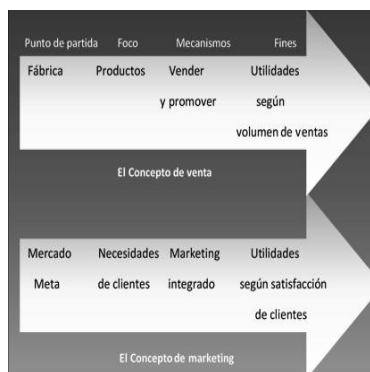 Punto de partida Foco Mecanismos Fines
Fábrica Productos Vender Utilidades
y promover según
volumen de ventas
El Concepto de venta
Mercado Necesidades Marketing Utilidades
Meta de clientes integrado según satisfacción
de clientes
El Concepto de marketing